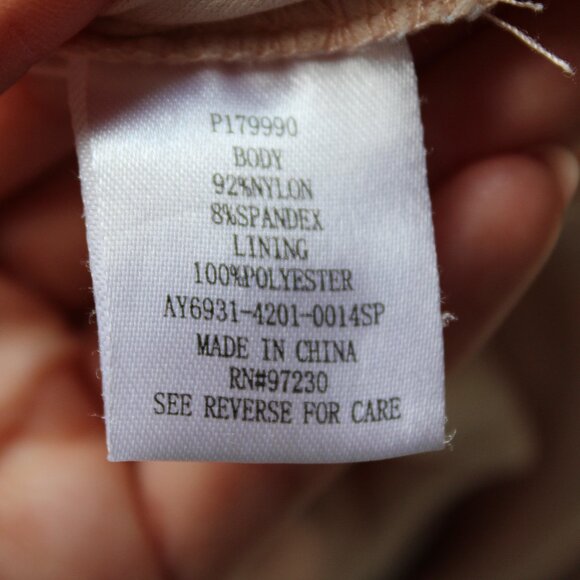 P179990
BODY
92%NYLON
8%SPANDEX
LINING
100%POLYESTER
AY6931-4201-0014SP
MADE IN CHINA
RN#97230
SEE REVERSE FOR CARE